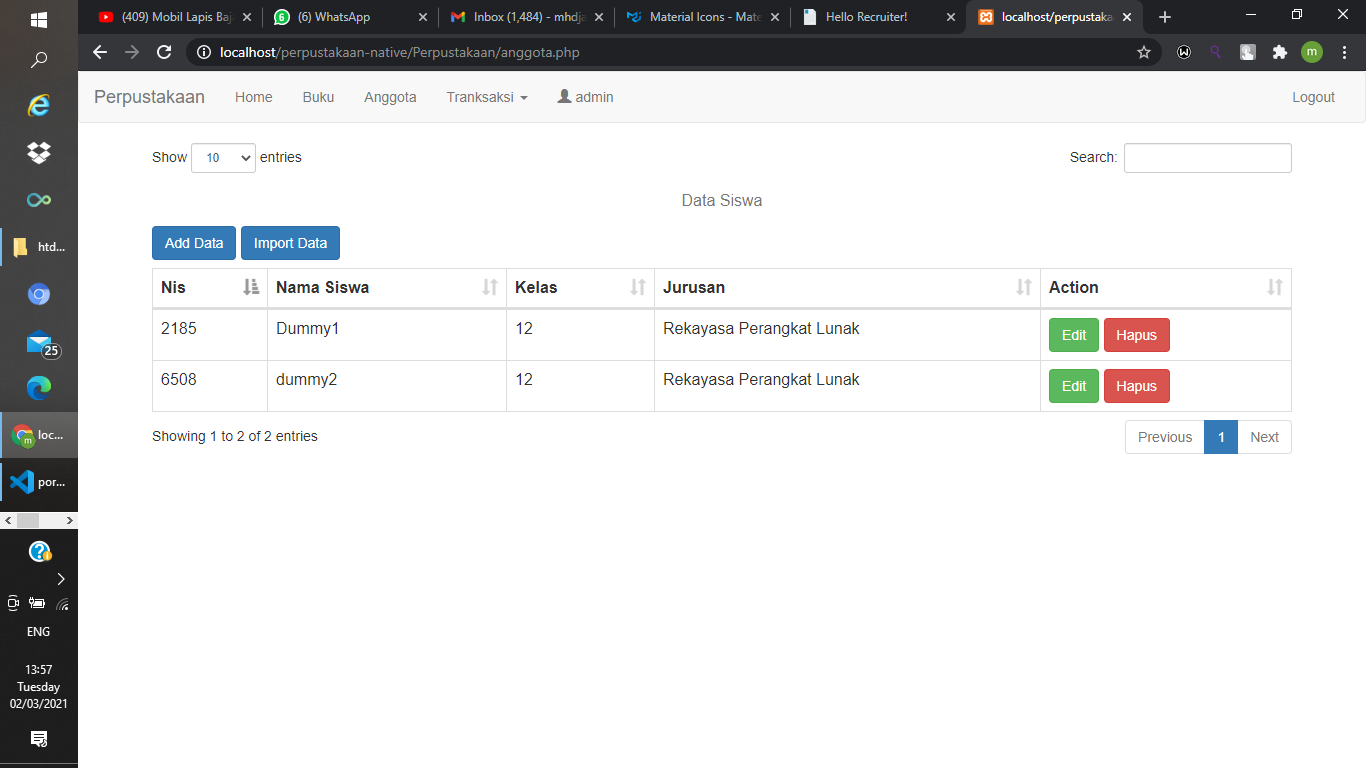 (409) Mobil Lapis Baj
(6) WhatsApp
Inbox (1,484) - mhdja
Material Icons - Mate
Hello Recruiter!
localhost/perpustaka
localhost/perpustakaan-native/Perpustakaan/anggota.php
m
Perpustakaan Home Buku Anggota Tranksaksi admin Logout
Show 10 entries Search:
Data Siswa
Add Data Import Data
Nis Nama Siswa Kelas Jurusan Action
2185 Dummy1 12 Rekayasa Perangkat Lunak Edit Hapus
6508 dummy2 12 Rekayasa Perangkat Lunak Edit Hapus
Showing 1 to 2 of 2 entries Previous 1 Next
htd...
25
loc...
por...
ENG
13:57
Tuesday
02/03/2021